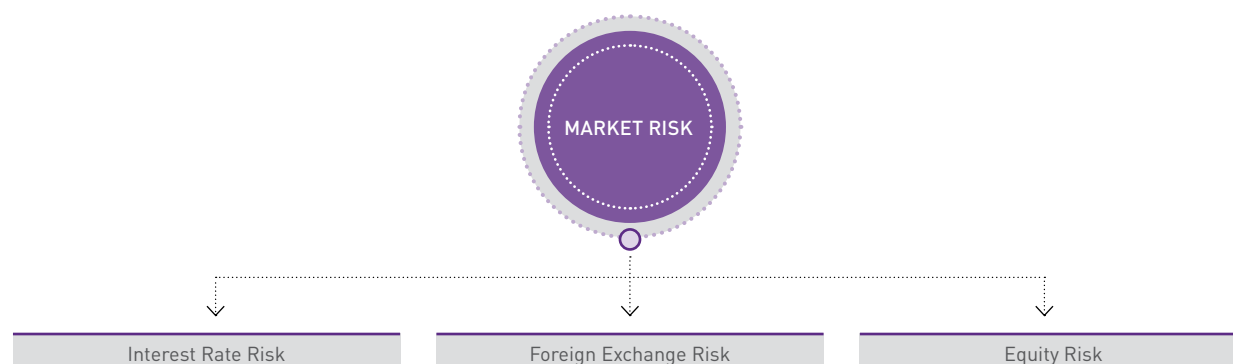 MARKET RISK
Interest Rate Risk
Foreign Exchange Risk
Equity Risk